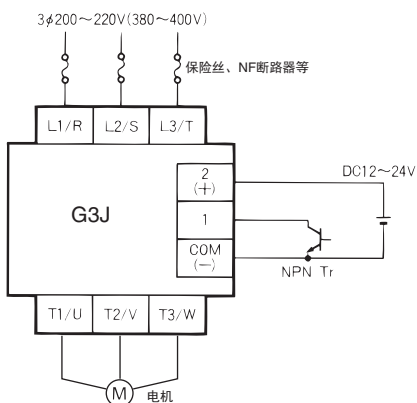 3φ200～220V(380～400V)
保险丝、NF断路器等
L1/R L2/S L3/T
DC12～24V
2
(+)
G3J
1
COM
(−)
NPN Tr
T1/U T2/V T3/W
M 电机